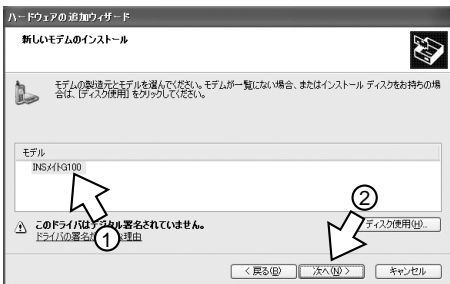 ハードウェアの追加ウィザード
新しいモデムのインストール
モデムの製造元とモデルを選んでください。モデムが一覧にない場合、またはインストール ディスクをお持ちの場
合は、[ディスク使用] をクリックしてください。
モデル
INSメイトG100
このドライバはデジタル署名されていません。
ドライバの署名が
な理由
ディスク使用(H)...
< 戻る(B)
次へ(N) >
キャンセル
①
②